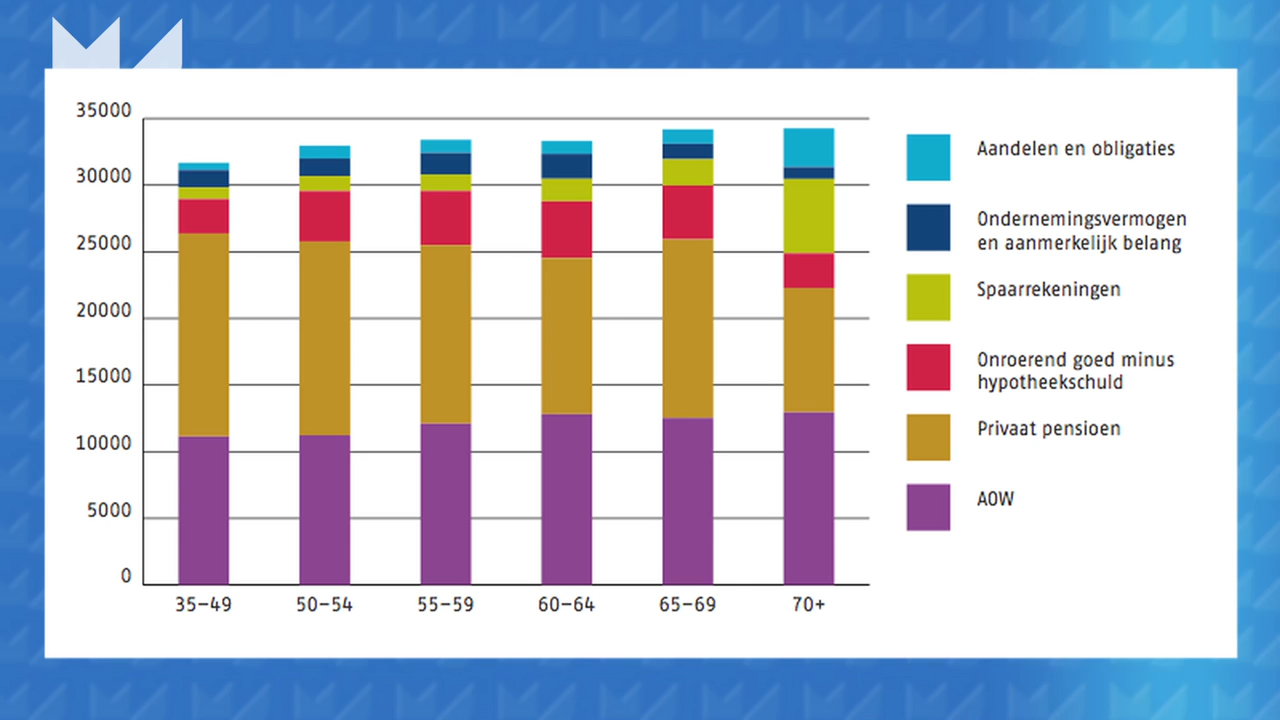 35000
30000
25000
20000
15000
10000
5000
0
35–49
50–54
55–59
60–64
65–69
70+
Aandelen en obligaties
Ondernemingsvermogen
en aanmerkelijk belang
Spaarrekeningen
Onroerend goed minus
hypotheekschuld
Privaat pensioen
AOW